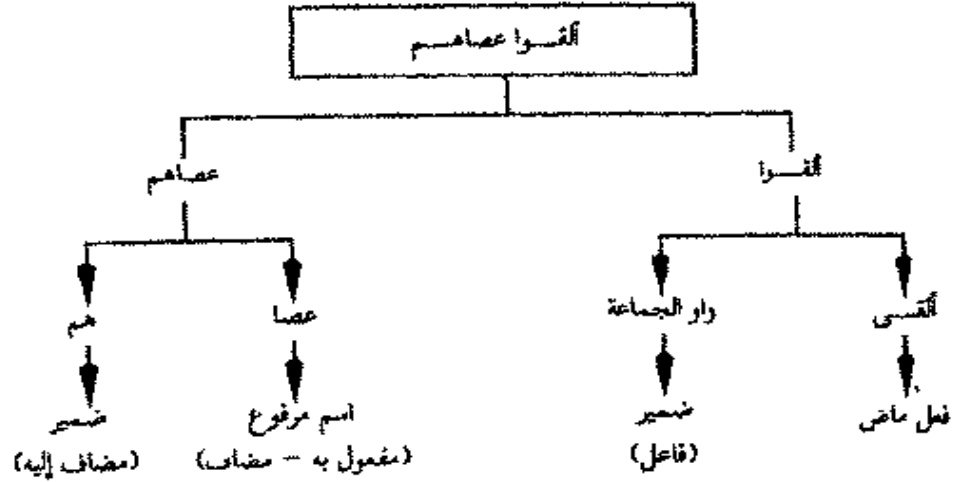 ألقوا عصاهم
ألقوا
عصاهم
ألقى
واو الجماعة
عصا
هم
فعل ماض
ضمير
(فاعل)
اسم مرفوع
(مفعول به – مضاف)
ضمير
(مضاف إليه)